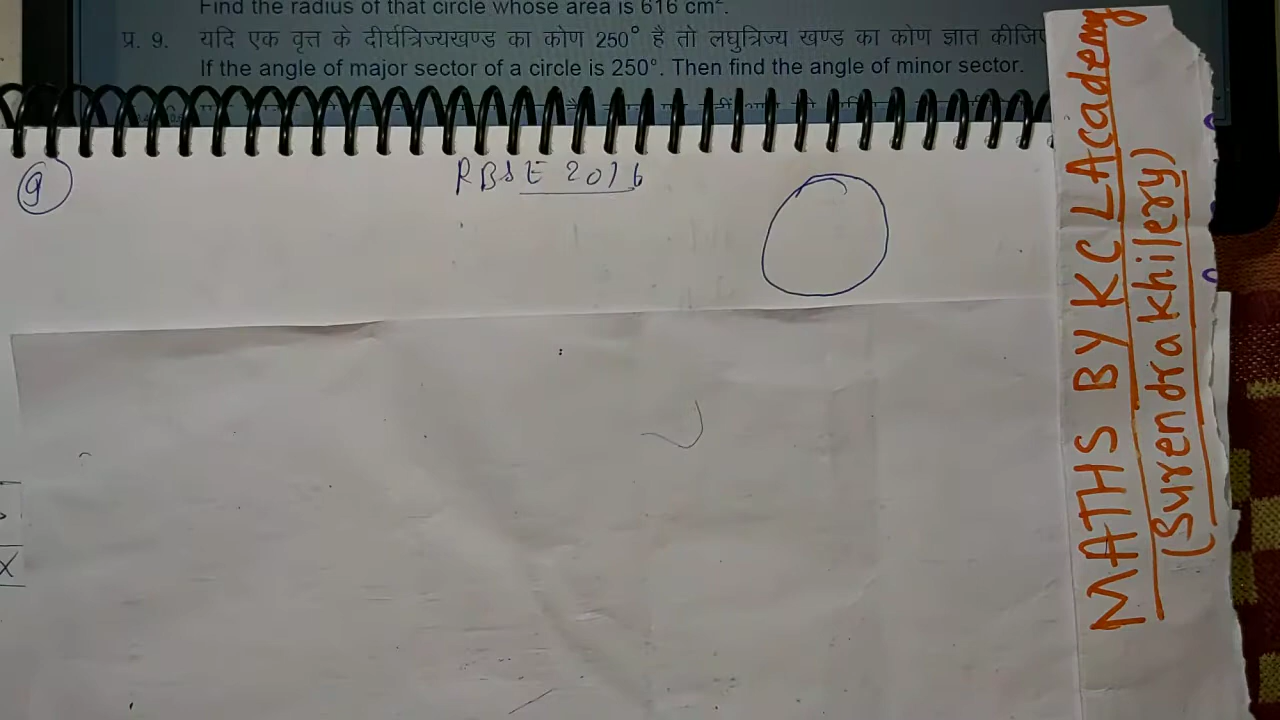 Find the radius of that circle whose area is 616 cm².
प्र. 9. यदि एक वृत्त के दीर्घत्रिज्यखण्ड का कोण 250° है तो लघुत्रिज्य खण्ड का कोण ज्ञात
If the angle of major sector of a circle is 250°. Then find the angle of minor sector.
9
RBSE 2016
X
MATHS BY KCL Academy
(Surendra khilery)